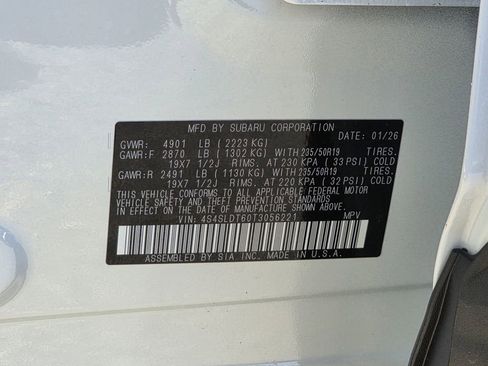 MFD BY SUBARU CORPORATION
GVWR: 4901 LB (2223 KG) DATE: 01/26
GAWR:F 2870 LB (1302 KG) WITH 235/50R19 TIRES.
19X7 1/2J RIMS. AT 230 KPA (33 PSI) COLD
GAWR:R 2491 LB (1130 KG) WITH 235/50R19 TIRES.
19X7 1/2J RIMS. AT 220 KPA (32 PSI) COLD
THIS VEHICLE CONFORMS TO ALL APPLICABLE FEDERAL MOTOR
VEHICLE SAFETY AND THEFT PREVENTION STANDARDS
IN EFFECT ON THE DATE OF MANUFACTURE SHOWN ABOVE.
VIN: 4S4SLDT60T3056221 MPV
ASSEMBLED BY SIA INC. MADE IN U.S.A.